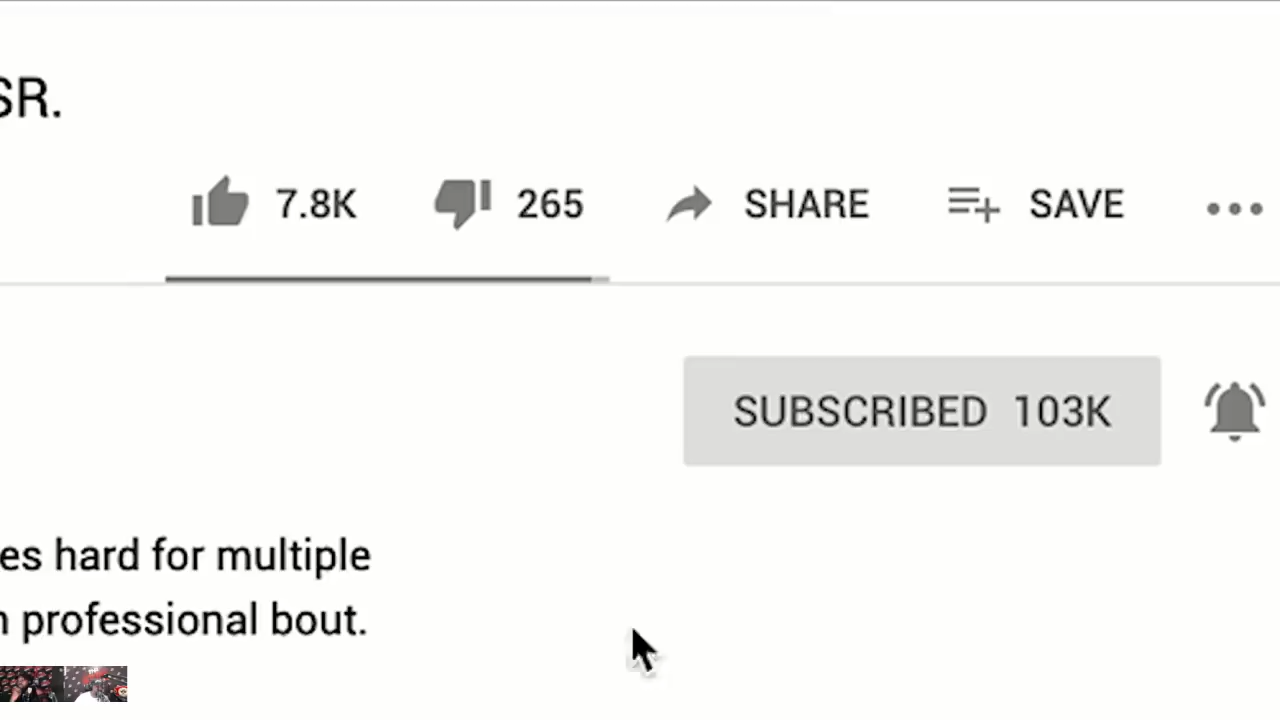 SR.
7.8K 265 SHARE SAVE
SUBSCRIBED 103K
es hard for multiple
professional bout.